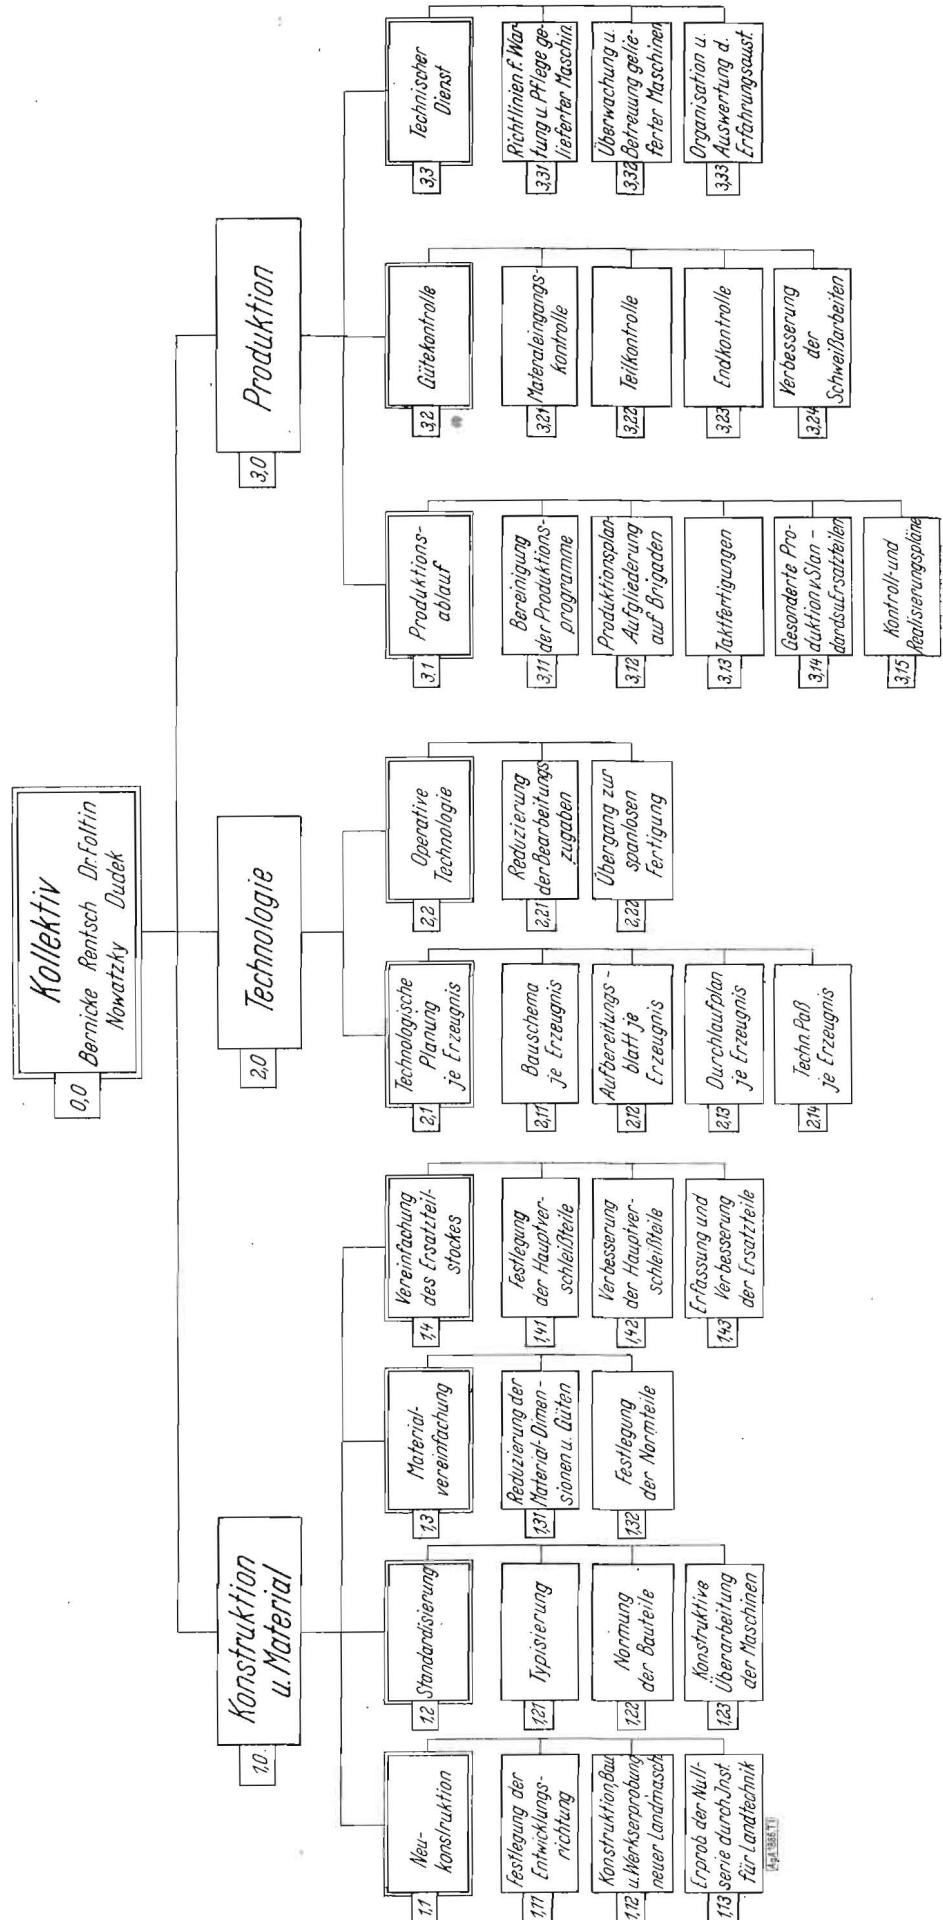 0,0
Kollektiv
Bernicke Rentsch Dr. Foltin
Nowatzky Dudek
1.0.
Konstruktion
u. Material
2,0
Technologie
3,0
Produktion
1.1
Neu-
konstruktion
1,11
Festlegung der
Entwicklungs-
richtung
1,12
Konstruktion, Bau
u. Werkserprobung
neuer Landmasch.
1,13
Erprob. der Null-
serie durch Jnst.
für Landtechnik
1.2
Standardisierung
1,21
Typisierung
1,22
Normung
der Bauteile
1,23
Konstruktive
Überarbeitung
der Maschinen
1,3
Material-
vereinfachung
1,31
Reduzierung der
Material-Dimen-
sionen u. Güten
1,32
Festlegung
der Normteile
1,4
Vereinfachung
des Ersatzteil-
stockes
1,41
Festlegung
der Hauptver-
schleißteile
1,42
Verbesserung
der Hauptver-
schleißteile
1,43
Erfassung und
Verbesserung
der Ersatzteile
2,1
Technologische
Planung
je Erzeugnis
2,11
Bauschema
je Erzeugnis
2,12
Aufbereitungs-
blatt je
Erzeugnis
2,13
Durchlaufplan
je Erzeugnis
2,14
Techn. Paß
je Erzeugnis
2,2
Operative
Technologie
2,21
Reduzierung
der Bearbeitungs
zugaben
2,22
Übergang zur
spanlosen
Fertigung
3.1
Produktions-
ablauf
3,11
Bereinigung
der Produktions-
programme
3,12
Produktionsplan-
Aufgliederung
auf Brigaden
3,13
Taktfertigungen
3,14
Gesonderte Pro-
duktion v. Stan-
dards u. Ersatzteilen
3,15
Kontroll- und
Realisierungspläne
3,2
Gütekontrolle
3,21
Materialeingangs-
kontrolle
3,22
Teilkontrolle
3,23
Endkontrolle
3,24
Verbesserung
der
Schweißarbeiten
3,3
Technischer
Dienst
3,31
Richtlinien f. War-
tung u. Pflege ge-
lieferter Maschin.
3,32
Überwachung u.
Betreuung gelie-
ferter Maschinen
3,33
Organisation u.
Auswertung d.
Erfahrungsaust.